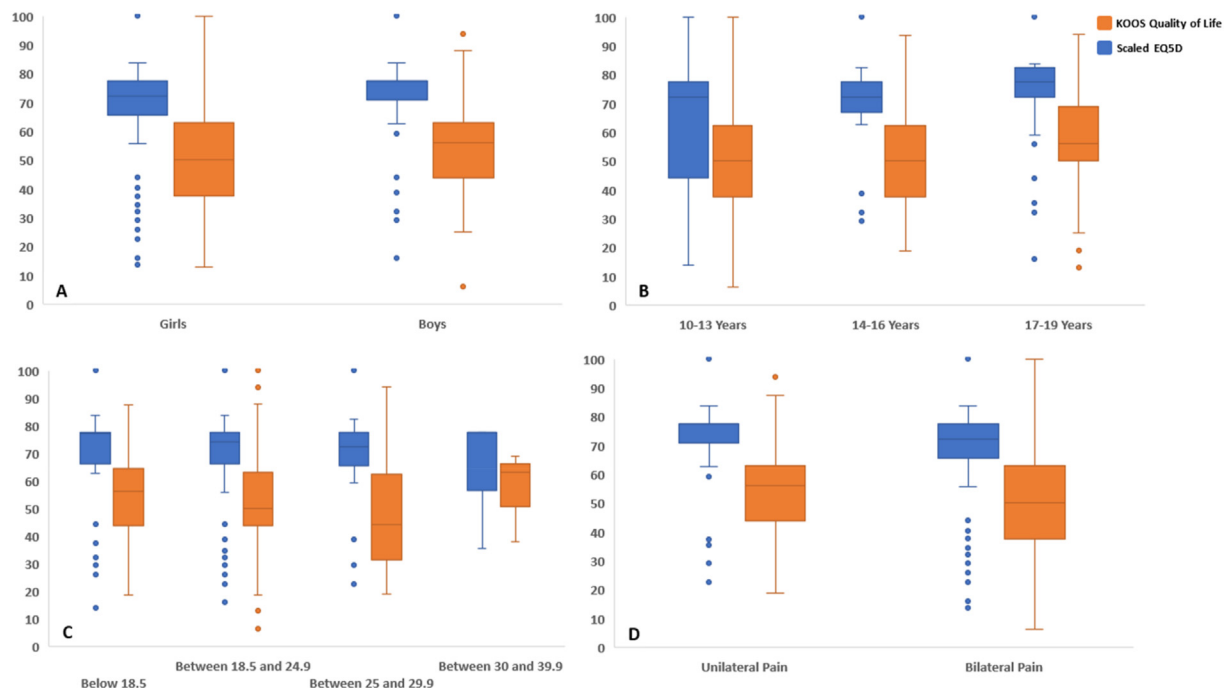 100
90
80
70
60
50
40
30
20
10
0
A
Girls
Boys
100
90
80
70
60
50
40
30
20
10
0
B
10-13 Years
14-16 Years
17-19 Years
KOOS Quality of Life
Scaled EQ5D
100
90
80
70
60
50
40
30
20
10
0
C
Below 18.5
Between 18.5 and 24.9
Between 25 and 29.9
Between 30 and 39.9
100
90
80
70
60
50
40
30
20
10
0
D
Unilateral Pain
Bilateral Pain